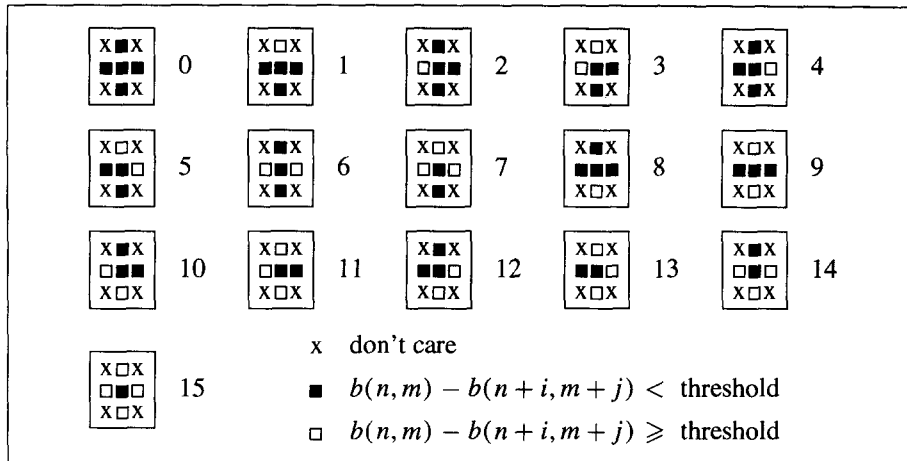 X■X X□X X■X X□X X■X
■■■ 0 ■■■ 1 □■■ 2 □■■ 3 ■■□ 4
X■X X■X X■X X■X X■X
X□X X■X X□X X■X X□X
■■□ 5 □■□ 6 □■□ 7 ■■■ 8 ■■■ 9
X■X X■X X■X X□X X□X
X■X X□X X■X X□X X■X
□■■ 10 □■■ 11 ■■□ 12 ■■□ 13 □■□ 14
X□X X□X X□X X□X X□X
X□X
□■□ 15
X□X
x don't care
■ b(n, m) − b(n + i, m + j) < threshold
□ b(n, m) − b(n + i, m + j) ⩾ threshold